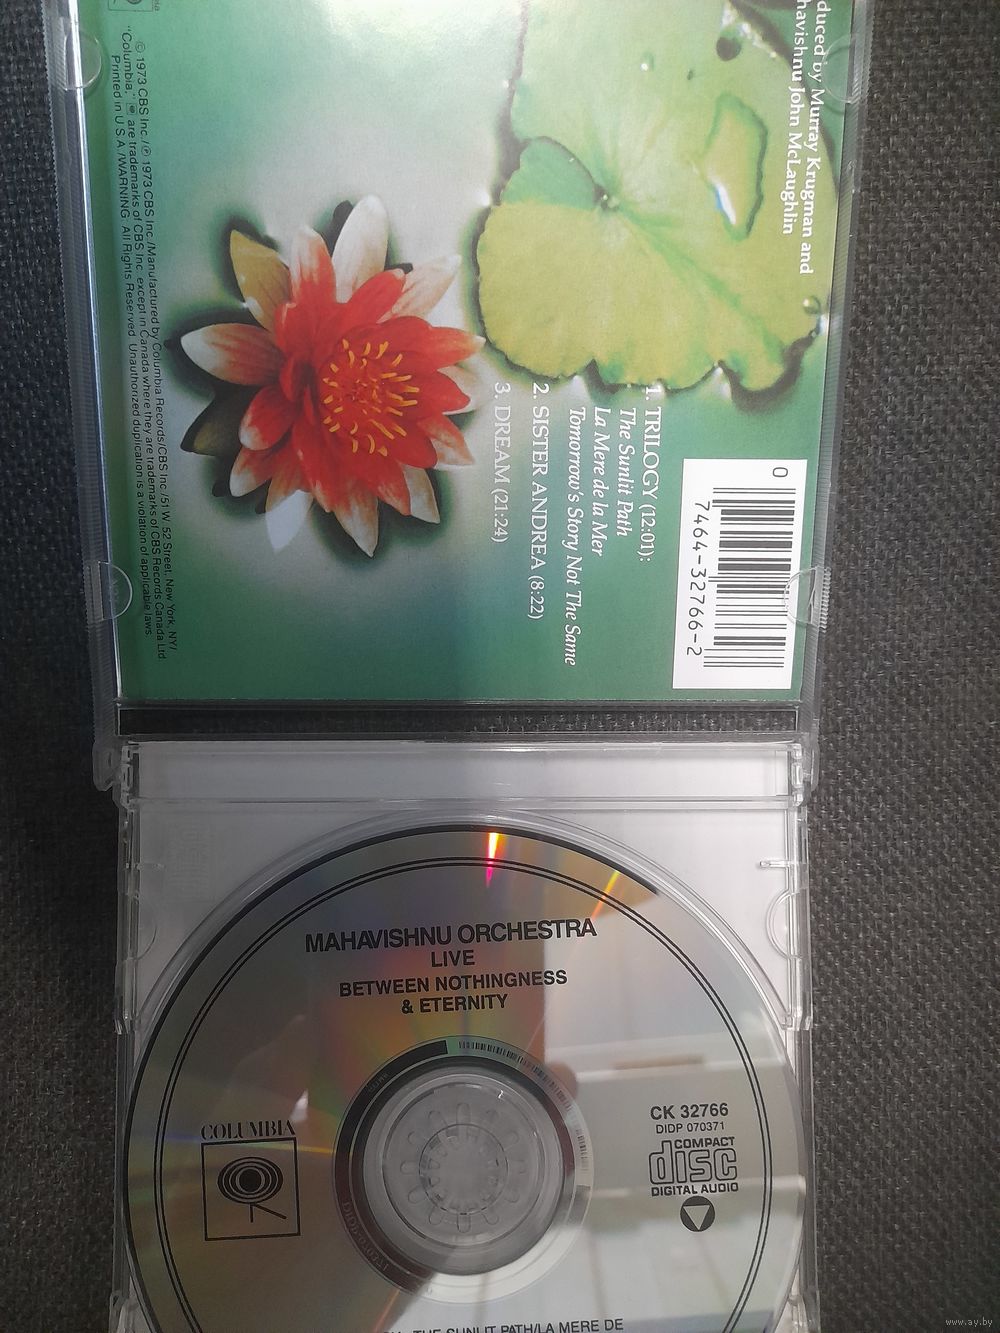 duced by Murray Krugman and
havishnu John McLaughlin
1. TRILOGY (12:01):
The Sunlit Path
La Mere de la Mer
Tomorrow's Story Not The Same
2. SISTER ANDREA (8:22)
3. DREAM (21:24)
0
7464-32766-2
© 1973 CBS Inc./℗ 1973 CBS Inc./Manufactured by Columbia Records/CBS Inc./51 W. 52 Street, New York, NY/
"Columbia," are trademarks of CBS Inc. except in Canada where they are trademarks of CBS Records Canada Ltd.
Printed in U.S.A./WARNING: All Rights Reserved. Unauthorized duplication is a violation of applicable laws.
MAHAVISHNU ORCHESTRA
LIVE
BETWEEN NOTHINGNESS
& ETERNITY
COLUMBIA
CK 32766
DIDP 070371
COMPACT
disc
DIGITAL AUDIO
THE SUNLIT PATH/LA MERE DE
www.ay.by